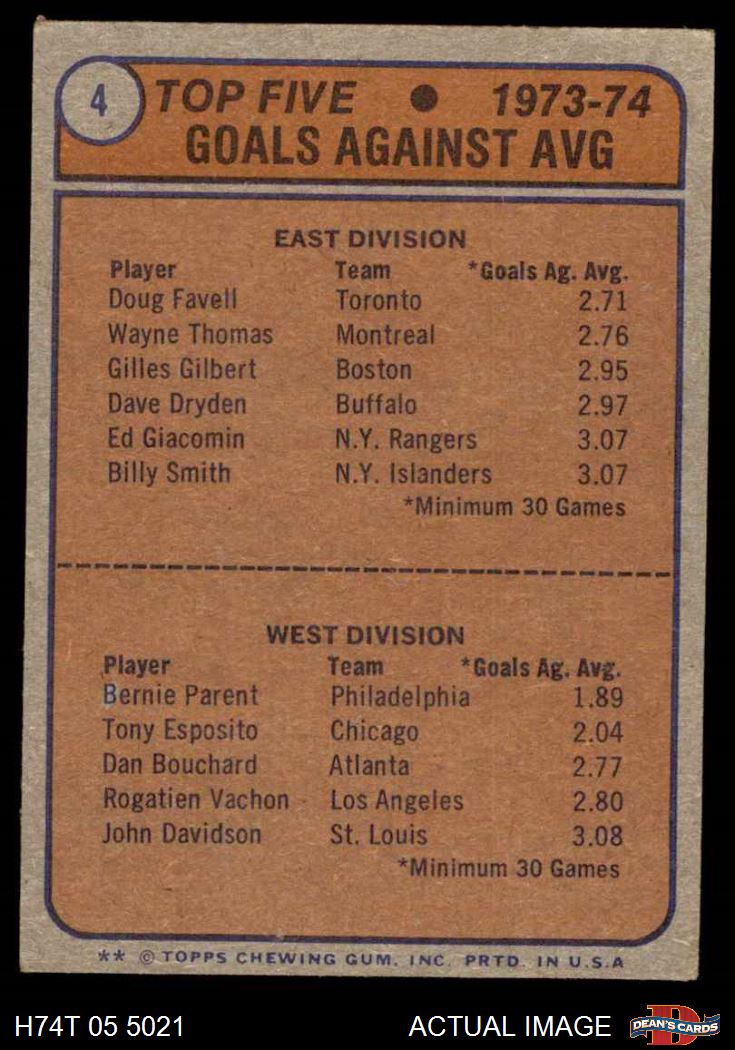 4 TOP FIVE ● 1973-74
GOALS AGAINST AVG
EAST DIVISION
Player Team *Goals Ag. Avg.
Doug Favell Toronto 2.71
Wayne Thomas Montreal 2.76
Gilles Gilbert Boston 2.95
Dave Dryden Buffalo 2.97
Ed Giacomin N.Y. Rangers 3.07
Billy Smith N.Y. Islanders 3.07
*Minimum 30 Games
WEST DIVISION
Player Team *Goals Ag. Avg.
Bernie Parent Philadelphia 1.89
Tony Esposito Chicago 2.04
Dan Bouchard Atlanta 2.77
Rogatien Vachon Los Angeles 2.80
John Davidson St. Louis 3.08
*Minimum 30 Games
** © TOPPS CHEWING GUM, INC. PRTD. IN U.S.A
H74T 05 5021 ACTUAL IMAGE D DEAN'S CARDS